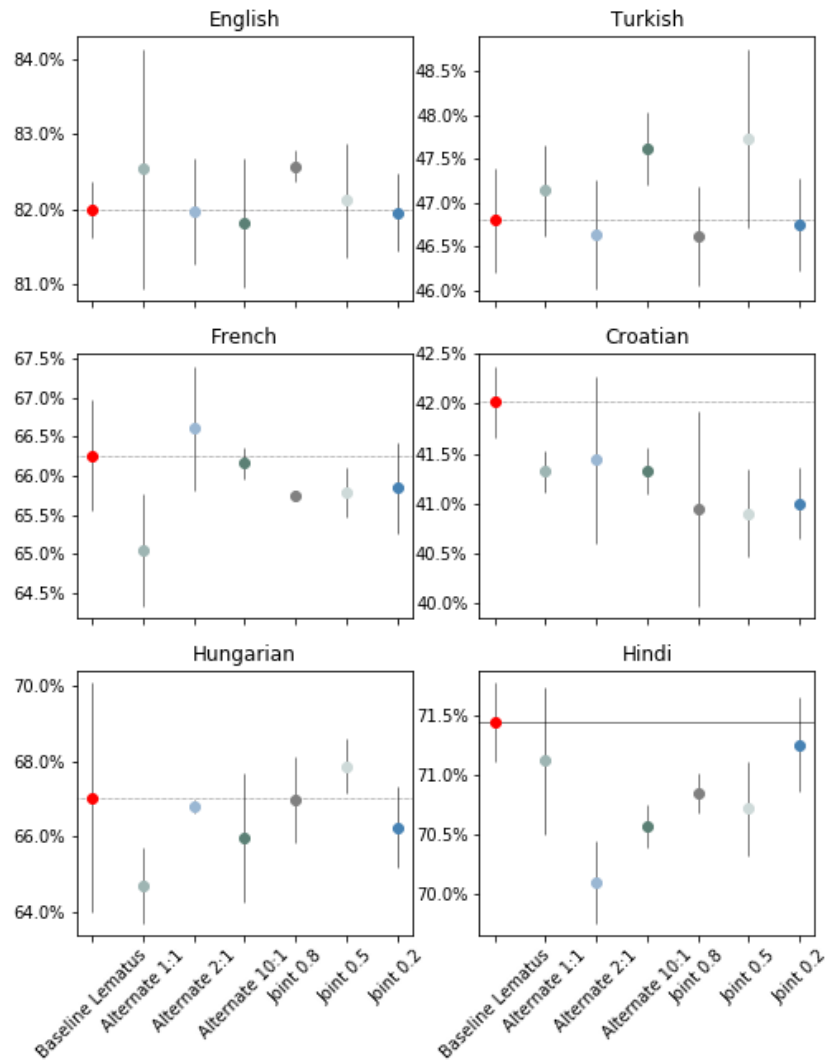 English
84.0%
83.0%
82.0%
81.0%
Turkish
48.5%
48.0%
47.5%
47.0%
46.5%
46.0%
French
67.5%
67.0%
66.5%
66.0%
65.5%
65.0%
64.5%
Croatian
42.5%
42.0%
41.5%
41.0%
40.5%
40.0%
Hungarian
70.0%
68.0%
66.0%
64.0%
Hindi
71.5%
71.0%
70.5%
70.0%
Baseline Lematus
Alternate 1:1
Alternate 2:1
Alternate 10:1
Joint 0.8
Joint 0.5
Joint 0.2
Baseline Lematus
Alternate 1:1
Alternate 2:1
Alternate 10:1
Joint 0.8
Joint 0.5
Joint 0.2